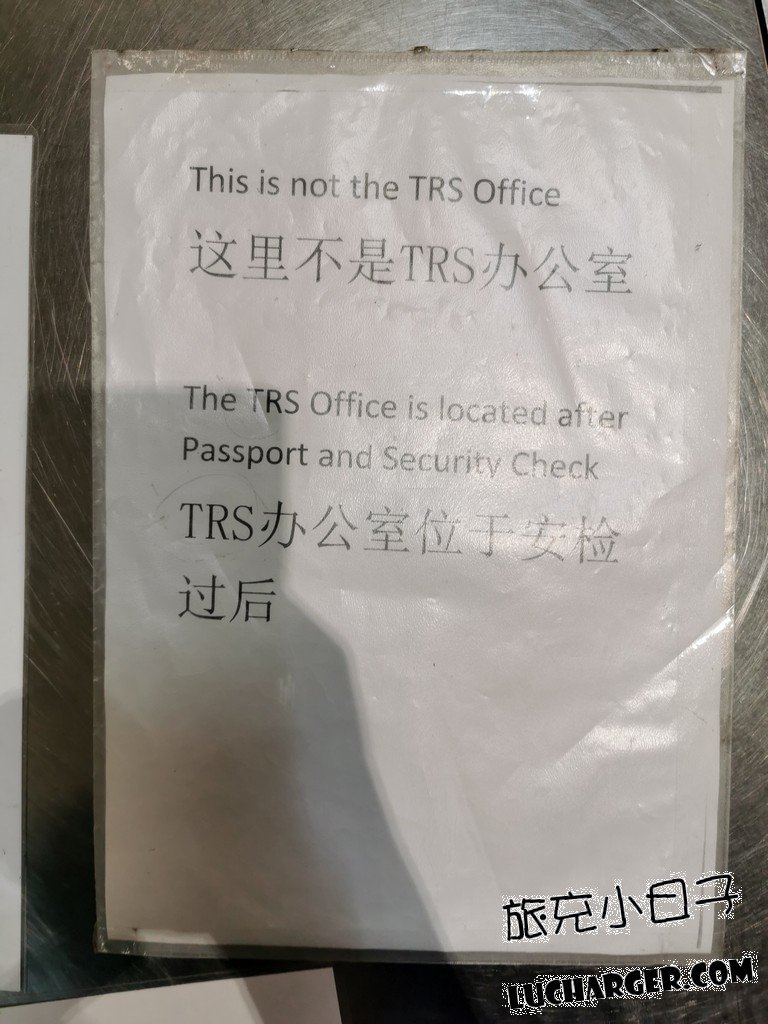 This is not the TRS Office
这里不是TRS办公室
The TRS Office is located after
Passport and Security Check
TRS办公室位于安检
过后
旅充小日子
LUCHARGER.COM